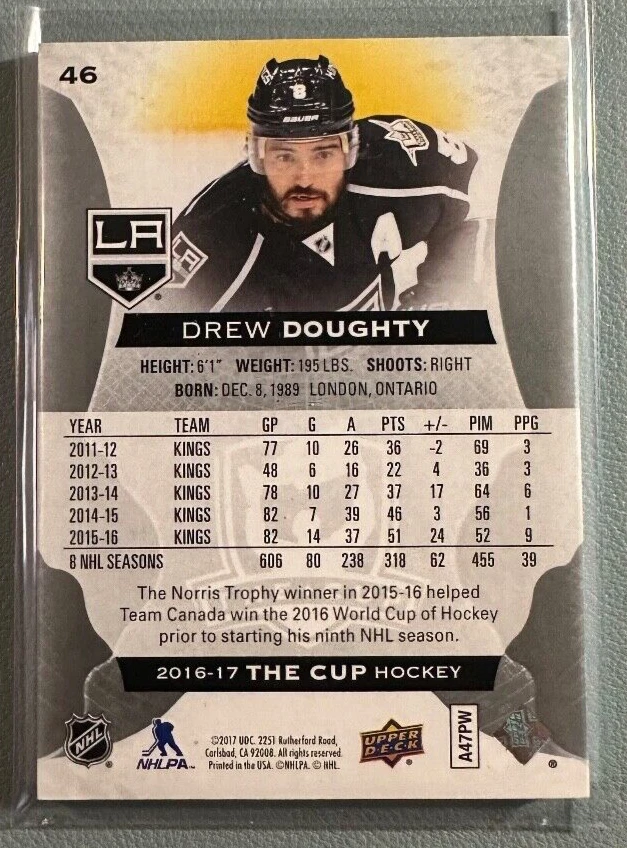 46
8
BAUER
A
LA
LA
DREW DOUGHTY
HEIGHT: 6'1" WEIGHT: 195 LBS. SHOOTS: RIGHT
BORN: DEC. 8, 1989 LONDON, ONTARIO
YEAR TEAM GP G A PTS +/- PIM PPG
2011-12 KINGS 77 10 26 36 -2 69 3
2012-13 KINGS 48 6 16 22 4 36 3
2013-14 KINGS 78 10 27 37 17 64 6
2014-15 KINGS 82 7 39 46 3 56 1
2015-16 KINGS 82 14 37 51 24 52 9
8 NHL SEASONS 606 80 238 318 62 455 39
The Norris Trophy winner in 2015-16 helped
Team Canada win the 2016 World Cup of Hockey
prior to starting his ninth NHL season.
2016-17 THE CUP HOCKEY
NHL
NHLPA™
©2017 UDC. 2251 Rutherford Road,
Carlsbad, CA 92008. All rights reserved.
Printed in the USA. ©NHLPA. © NHL.
UPPER
DECK
A47PW